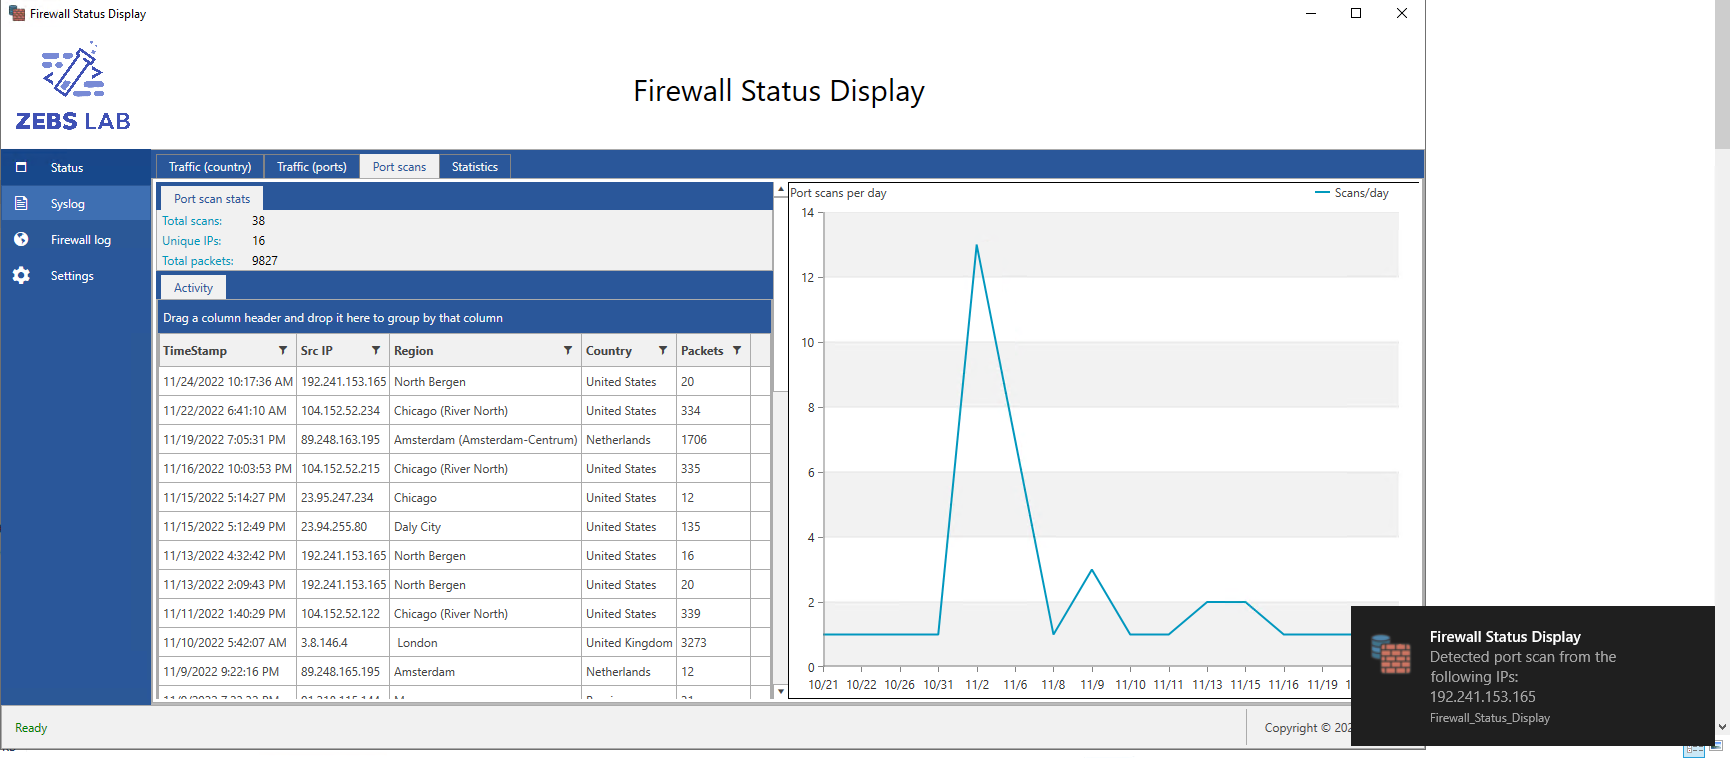 Firewall Status Display
ZEBS LAB
Firewall Status Display
Status
Syslog
Firewall log
Settings
Traffic (country) Traffic (ports) Port scans Statistics
Port scan stats
Total scans: 38
Unique IPs: 16
Total packets: 9827
Activity
Drag a column header and drop it here to group by that column
TimeStamp Src IP Region Country Packets
11/24/2022 10:17:36 AM 192.241.153.165 North Bergen United States 20
11/22/2022 6:41:10 AM 104.152.52.234 Chicago (River North) United States 334
11/19/2022 7:05:31 PM 89.248.163.195 Amsterdam (Amsterdam-Centrum) Netherlands 1706
11/16/2022 10:03:53 PM 104.152.52.215 Chicago (River North) United States 335
11/15/2022 5:14:27 PM 23.95.247.234 Chicago United States 12
11/15/2022 5:12:49 PM 23.94.255.80 Daly City United States 135
11/13/2022 4:32:42 PM 192.241.153.165 North Bergen United States 16
11/13/2022 2:09:43 PM 192.241.153.165 North Bergen United States 20
11/11/2022 1:40:29 PM 104.152.52.122 Chicago (River North) United States 339
11/10/2022 5:42:07 AM 3.8.146.4 London United Kingdom 3273
11/9/2022 9:22:16 PM 89.248.165.195 Amsterdam Netherlands 12
Port scans per day
Scans/day
14
12
10
8
6
4
2
0
10/21 10/22 10/26 10/31 11/2 11/6 11/8 11/9 11/10 11/11 11/13 11/15 11/16 11/19
Ready
Copyright © 202
Firewall Status Display
Detected port scan from the
following IPs:
192.241.153.165
Firewall_Status_Display